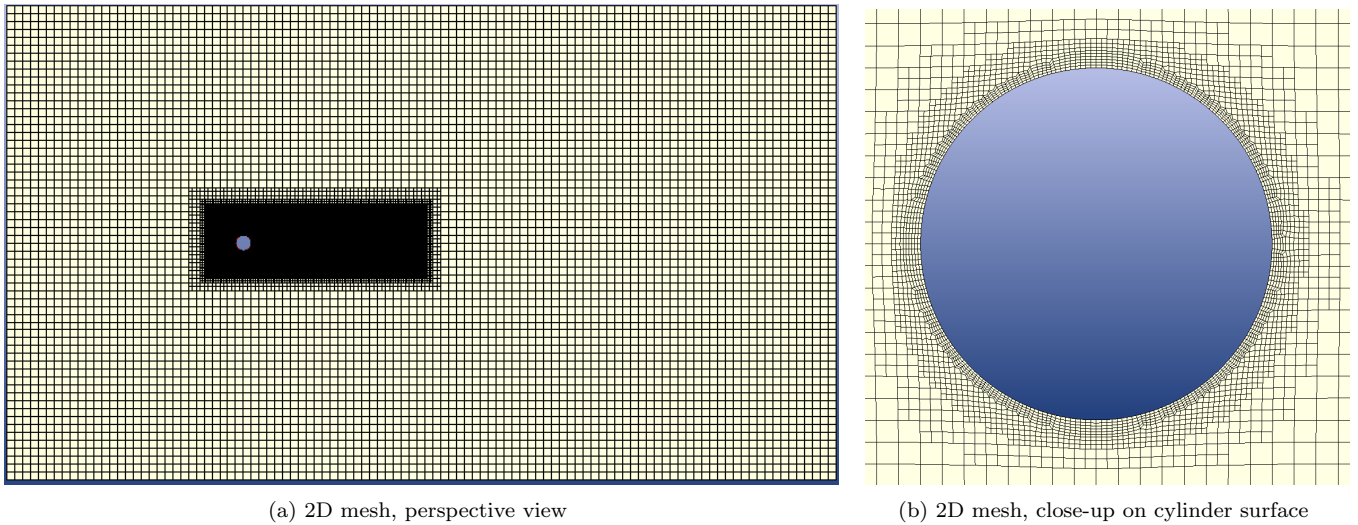 (a) 2D mesh, perspective view
(b) 2D mesh, close-up on cylinder surface